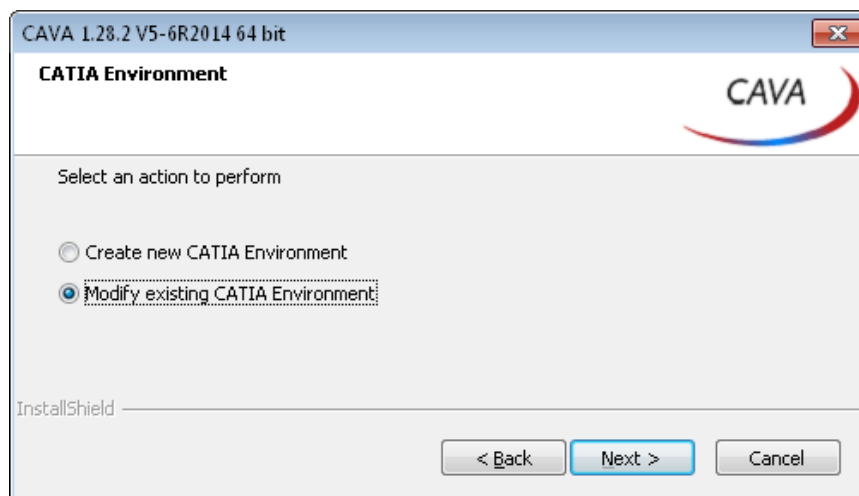 CAVA 1.28.2 V5-6R2014 64 bit
CATIA Environment
CAVA
Select an action to perform
Create new CATIA Environment
Modify existing CATIA Environment
InstallShield
< Back Next > Cancel